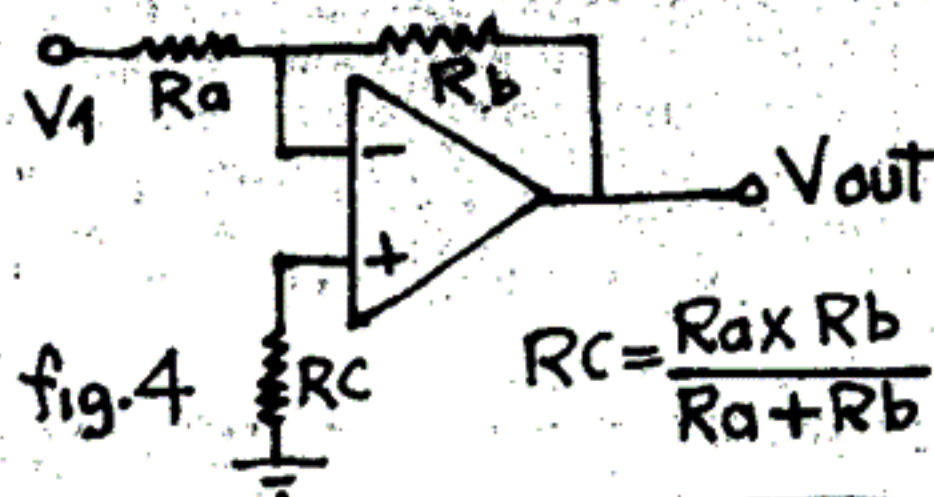 V1 Ra Rb
−
+
Vout
RC
RC = Ra x Rb
Ra + Rb
fig.4